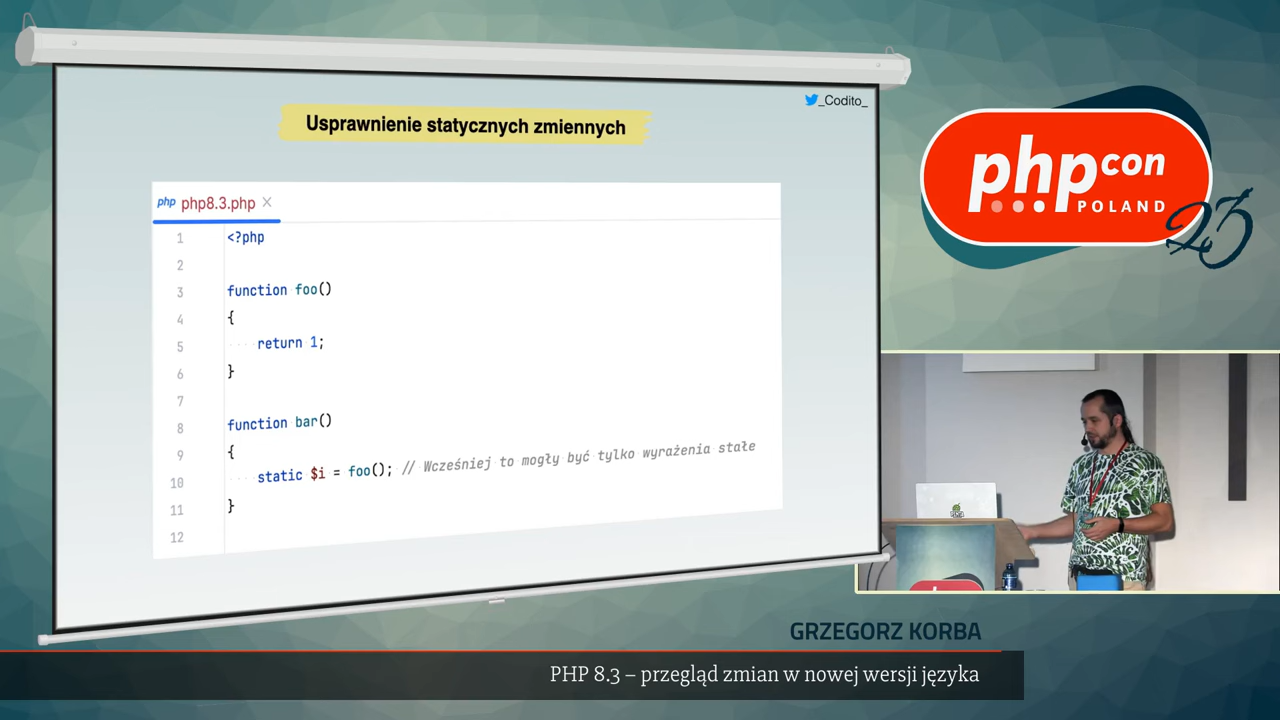 _Codito_
Usprawnienie statycznych zmiennych
php php8.3.php ×
1 <?php
2
3 function foo()
4 {
5 return 1;
6 }
7
8 function bar()
9 {
10 static $i = foo(); // Wcześniej to mogły być tylko wyrażenia stałe
11 }
12
phpcon
POLAND
23
GRZEGORZ KORBA
PHP 8.3 – przegląd zmian w nowej wersji języka